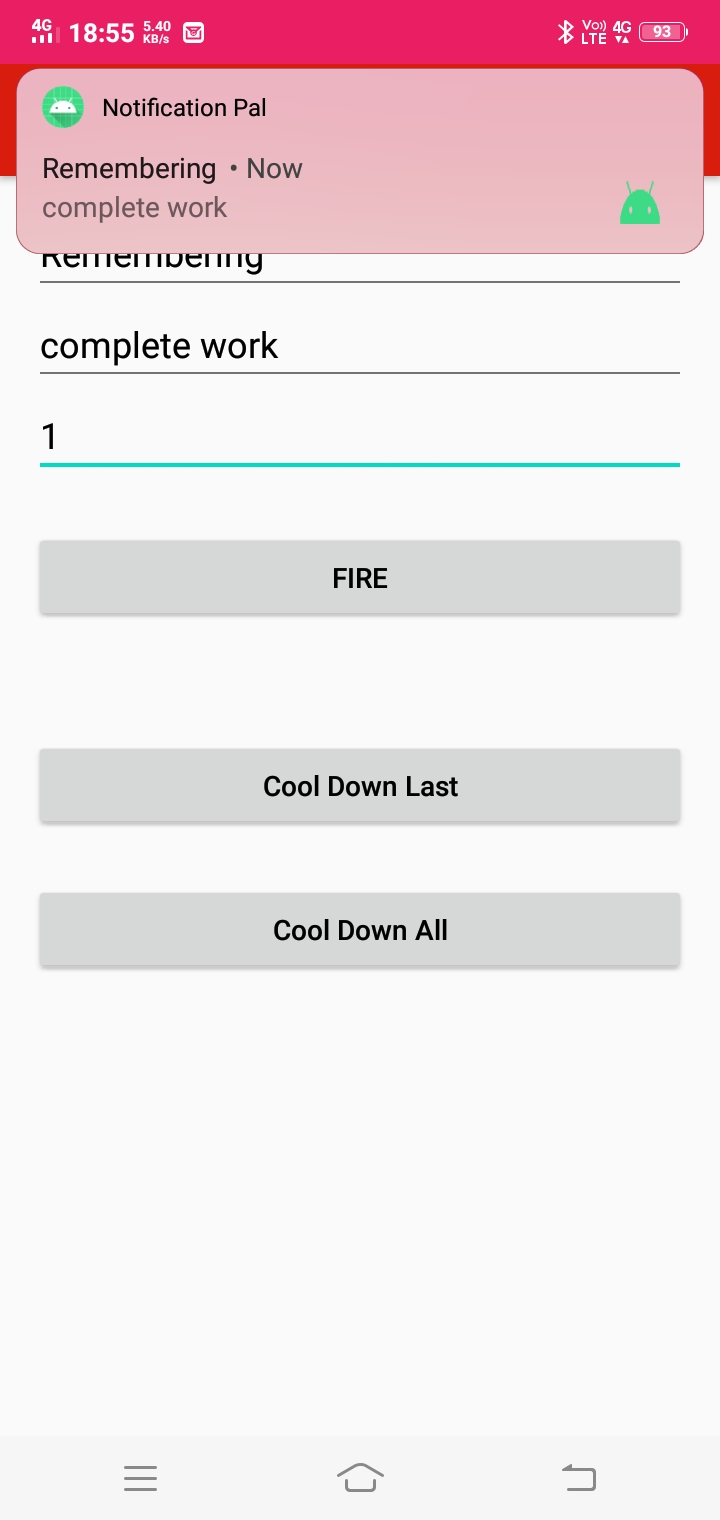 4G 18:55 5.40 KB/s Vo)) LTE 4G 93
Notification Pal
Remembering • Now
complete work
Remembering
complete work
1
FIRE
Cool Down Last
Cool Down All